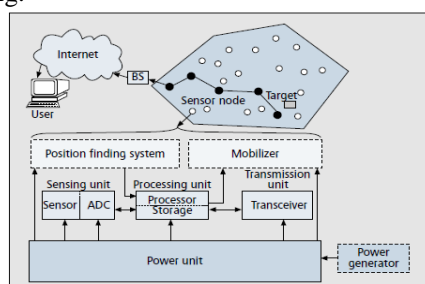 g.
Internet
BS
Sensor node
Target
User
Position finding system
Mobilizer
Sensing unit
Processing unit
Transmission
unit
Sensor
ADC
Processor
Storage
Transceiver
Power unit
Power
generator